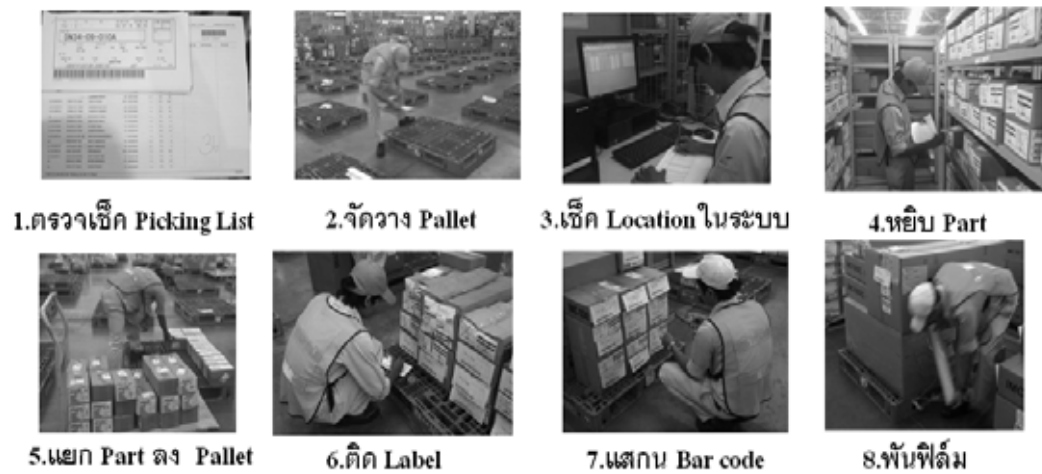 2N24-08-010A
1.ตรวจเช็ค Picking List
2.จัดวาง Pallet
3.เช็ค Location ในระบบ
4.หยิบ Part
5.แยก Part ลง Pallet
6.ติด Label
7.แสกน Bar code
8.พันฟิล์ม